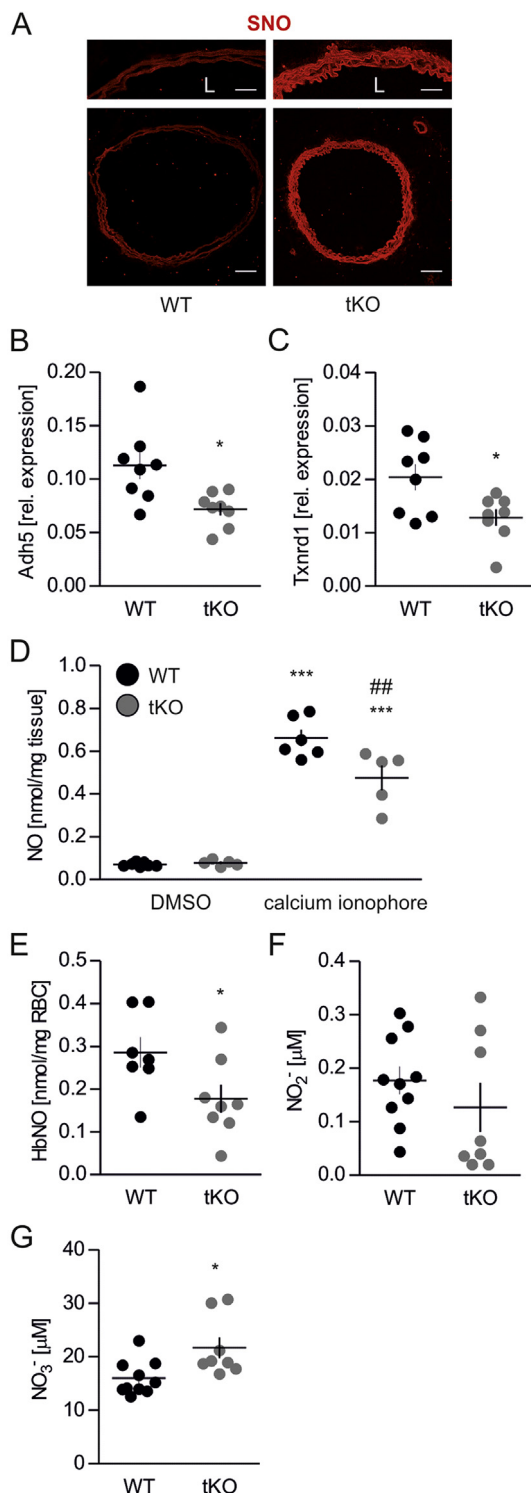 A
SNO
L
L
WT
tKO
B
Adh5 [rel. expression]
0.20
0.15
0.10
0.05
0.00
*
WT
tKO
C
Txnrd1 [rel. expression]
0.04
0.03
0.02
0.01
0.00
*
WT
tKO
D
NO [nmol/mg tissue]
1.0
0.8
0.6
0.4
0.2
0.0
WT
tKO
***
##
***
DMSO
calcium ionophore
E
HbNO [nmol/mg RBC]
0.5
0.4
0.3
0.2
0.1
0.0
*
WT
tKO
F
NO₂⁻ [µM]
0.4
0.3
0.2
0.1
0.0
WT
tKO
G
NO₃⁻ [µM]
40
30
20
10
0
*
WT
tKO